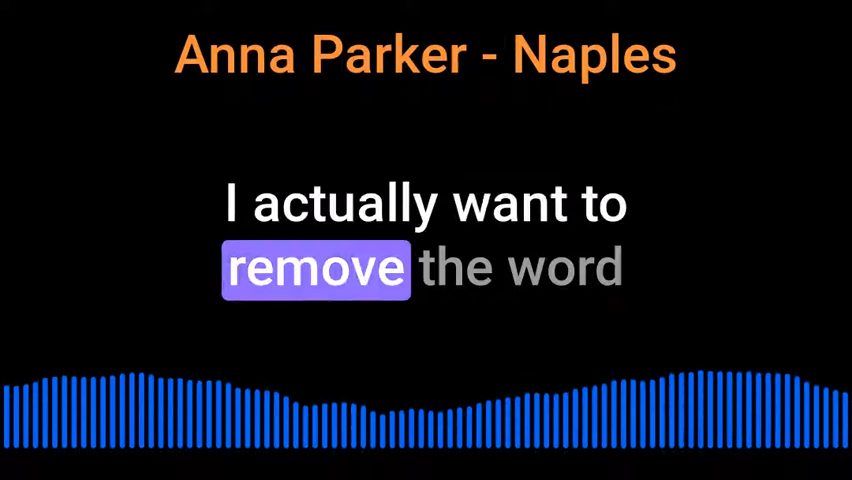 Anna Parker - Naples
I actually want to
remove the word